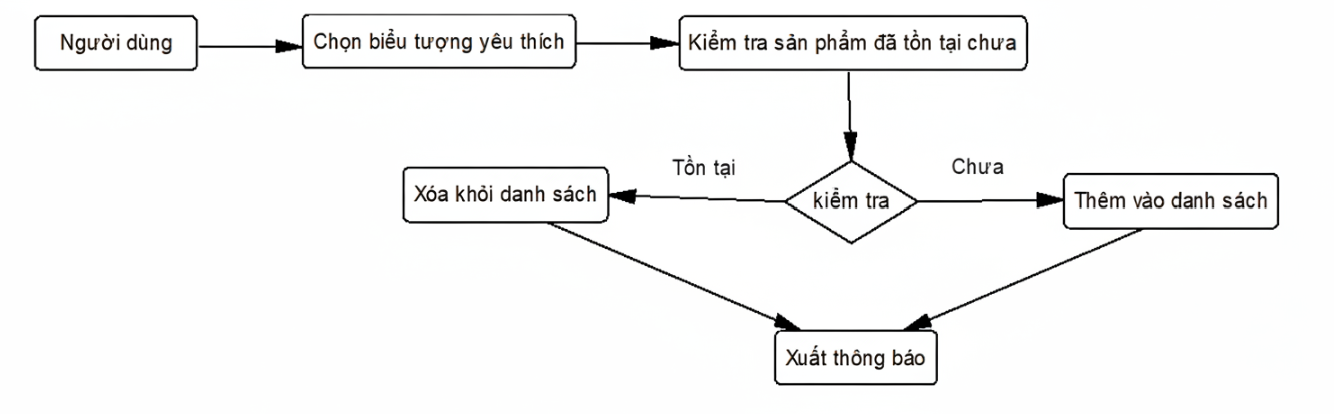 Người dùng
Chọn biểu tượng yêu thích
Kiểm tra sản phẩm đã tồn tại chưa
Tồn tại
Chưa
Xóa khỏi danh sách
kiểm tra
Thêm vào danh sách
Xuất thông báo